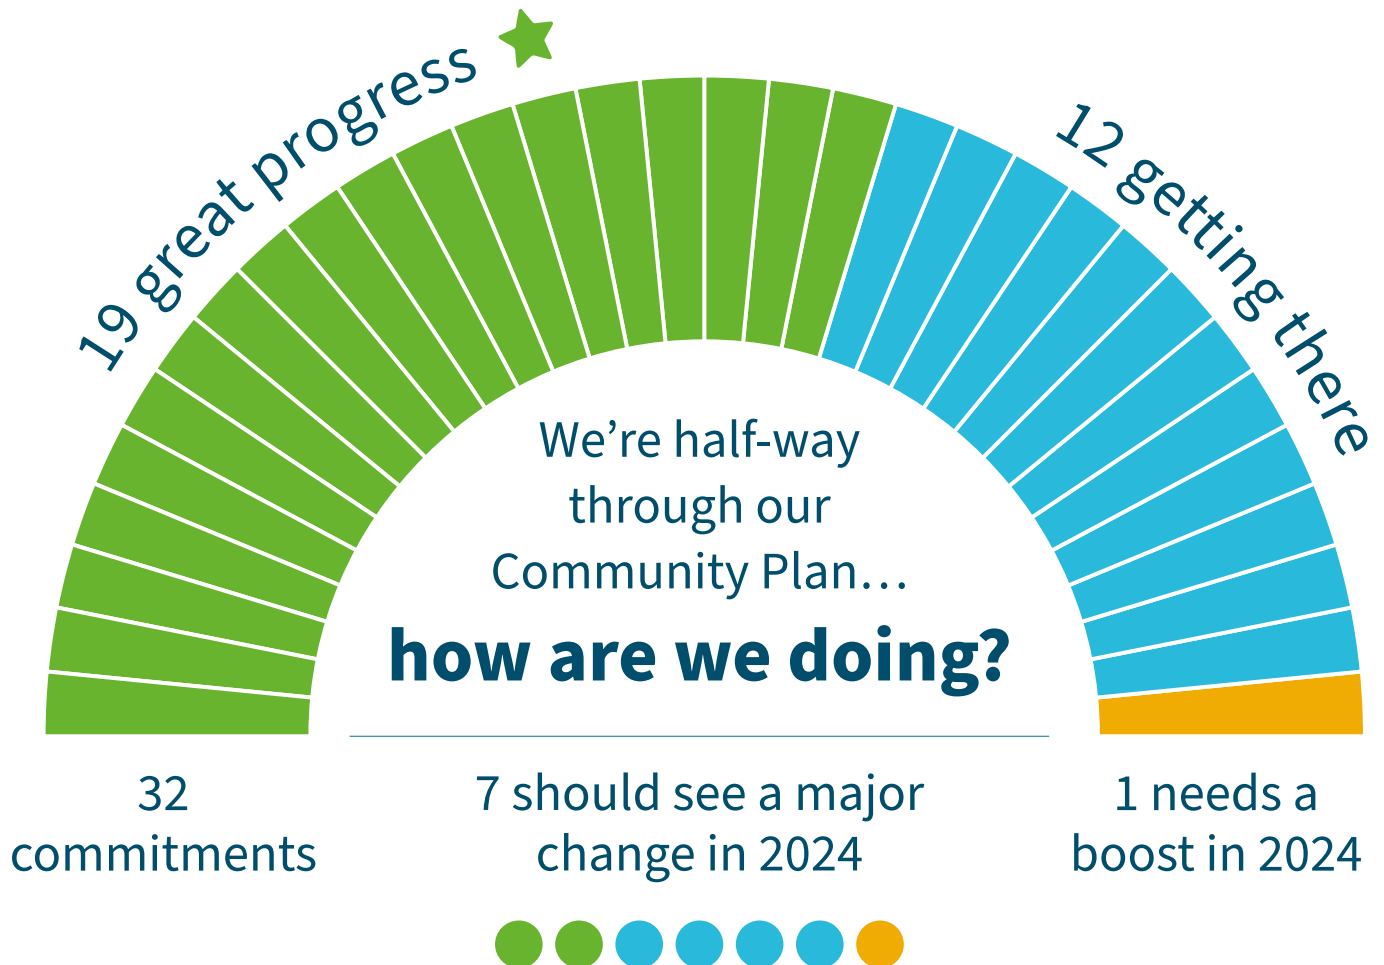 19 great progress
12 getting there
We’re half-way
through our
Community Plan…
how are we doing?
32
commitments
7 should see a major
change in 2024
1 needs a
boost in 2024